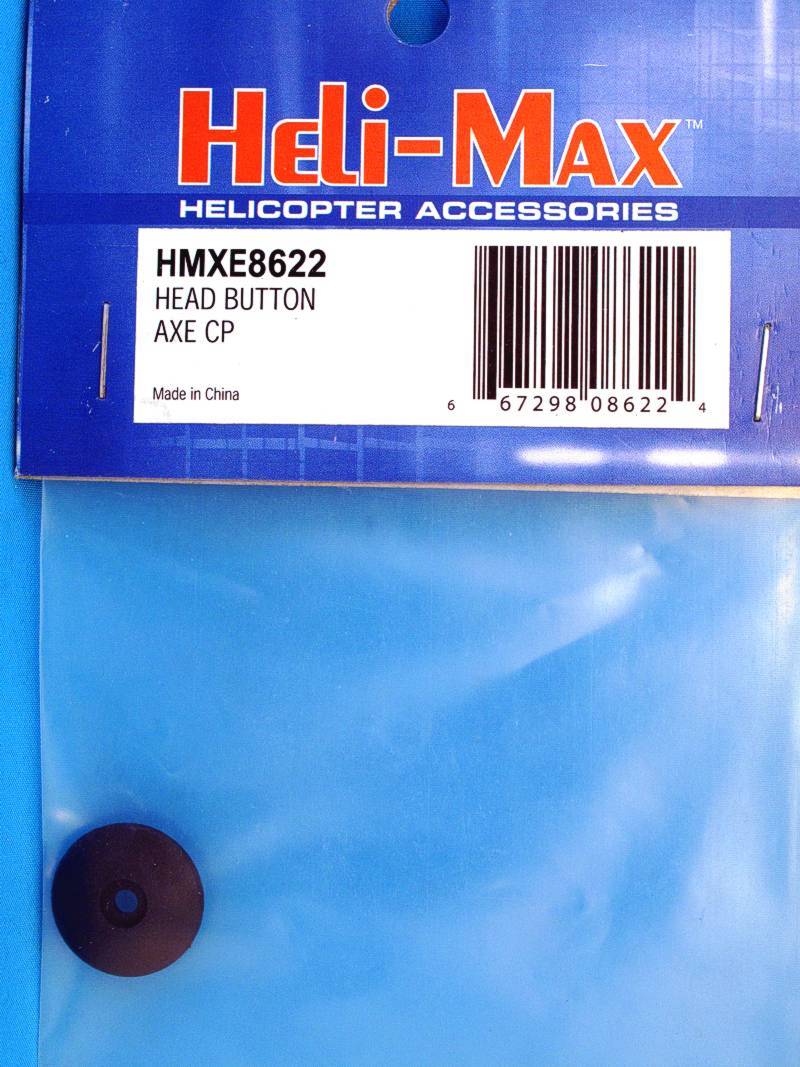 Heli-Max™
HELICOPTER ACCESSORIES
HMXE8622
HEAD BUTTON
AXE CP
Made in China
6 67298 08622 4